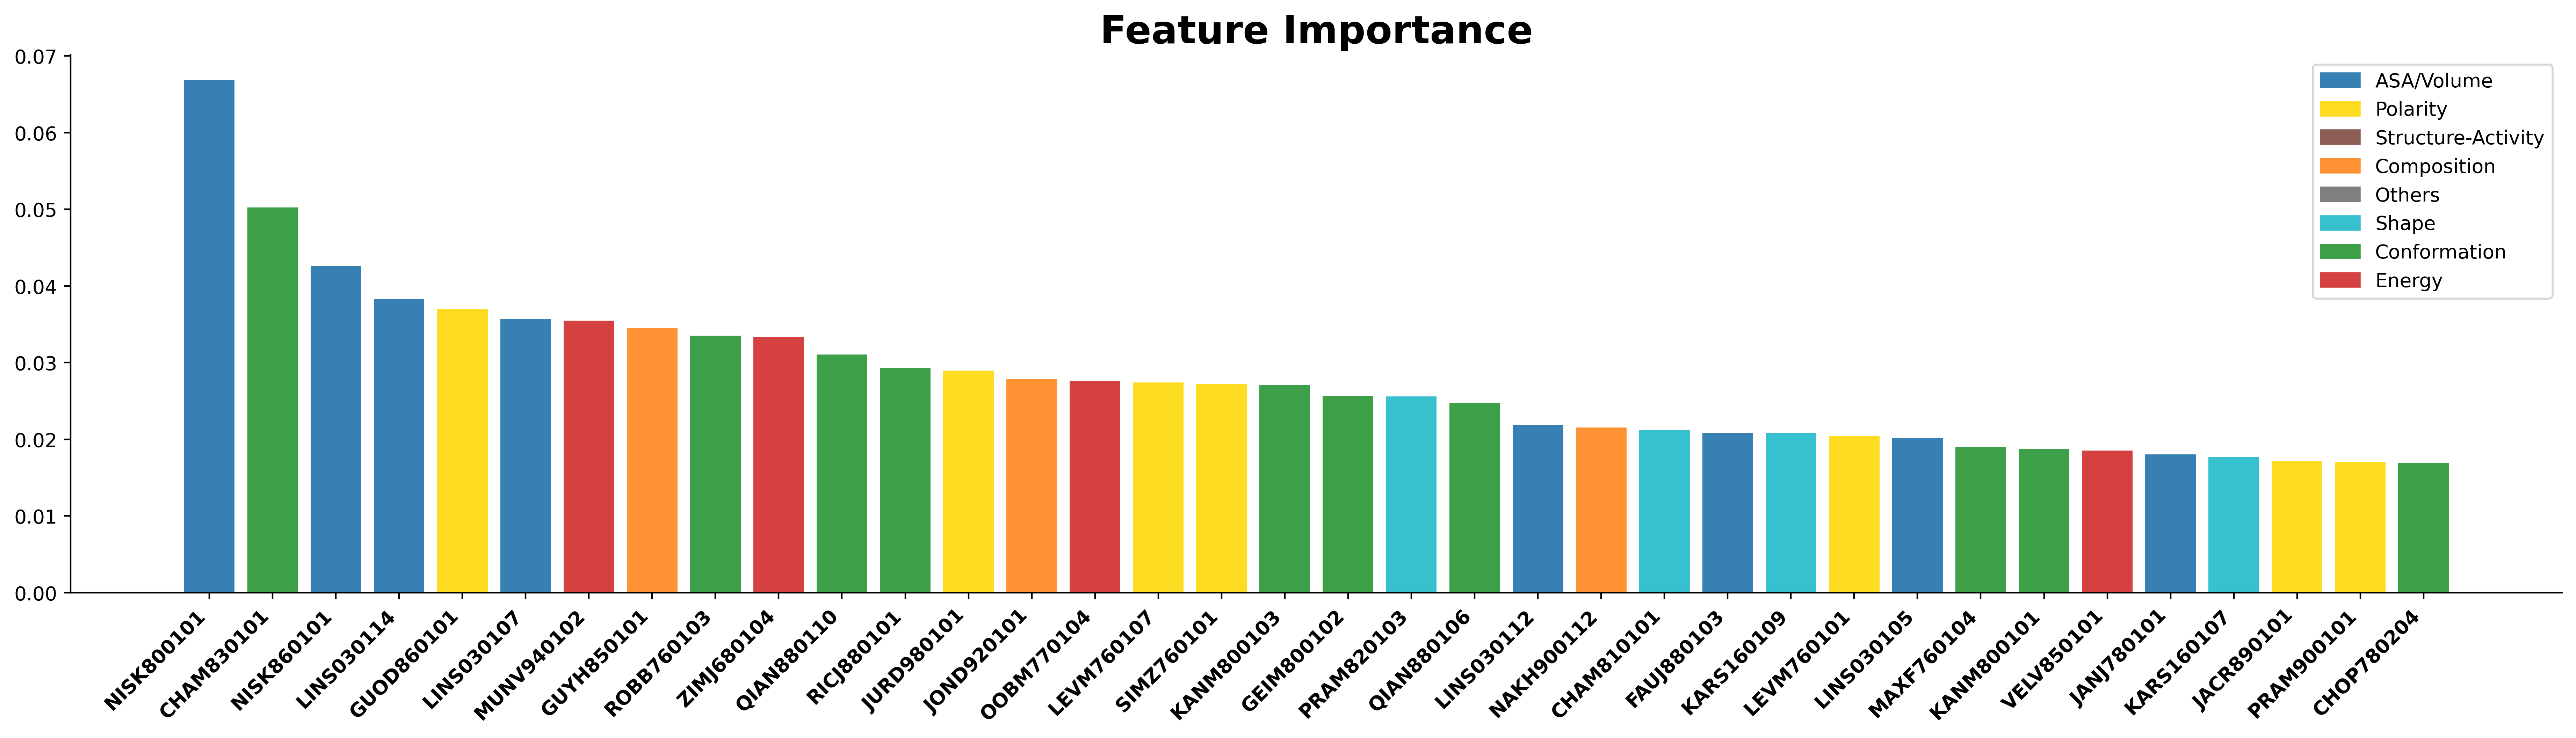 Feature Importance
0.07
0.06
0.05
0.04
0.03
0.02
0.01
0.00
ASA/Volume
Polarity
Structure-Activity
Composition
Others
Shape
Conformation
Energy
NISK800101
CHAM830101
NISK860101
LINS030114
GUOD860101
LINS030107
MUNV940102
GUYH850101
ROBB760103
ZIMJ680104
QIAN880110
RICJ880101
JURD980101
JOND920101
OOBM770104
LEVM760107
SIMZ760101
KANM800103
GEIM800102
PRAM820103
QIAN880106
LINS030112
NAKH900112
CHAM810101
FAUJ880103
KARS160109
LEVM760101
LINS030105
MAXF760104
KANM800101
VELV850101
JANJ780101
KARS160107
JACR890101
PRAM900101
CHOP780204